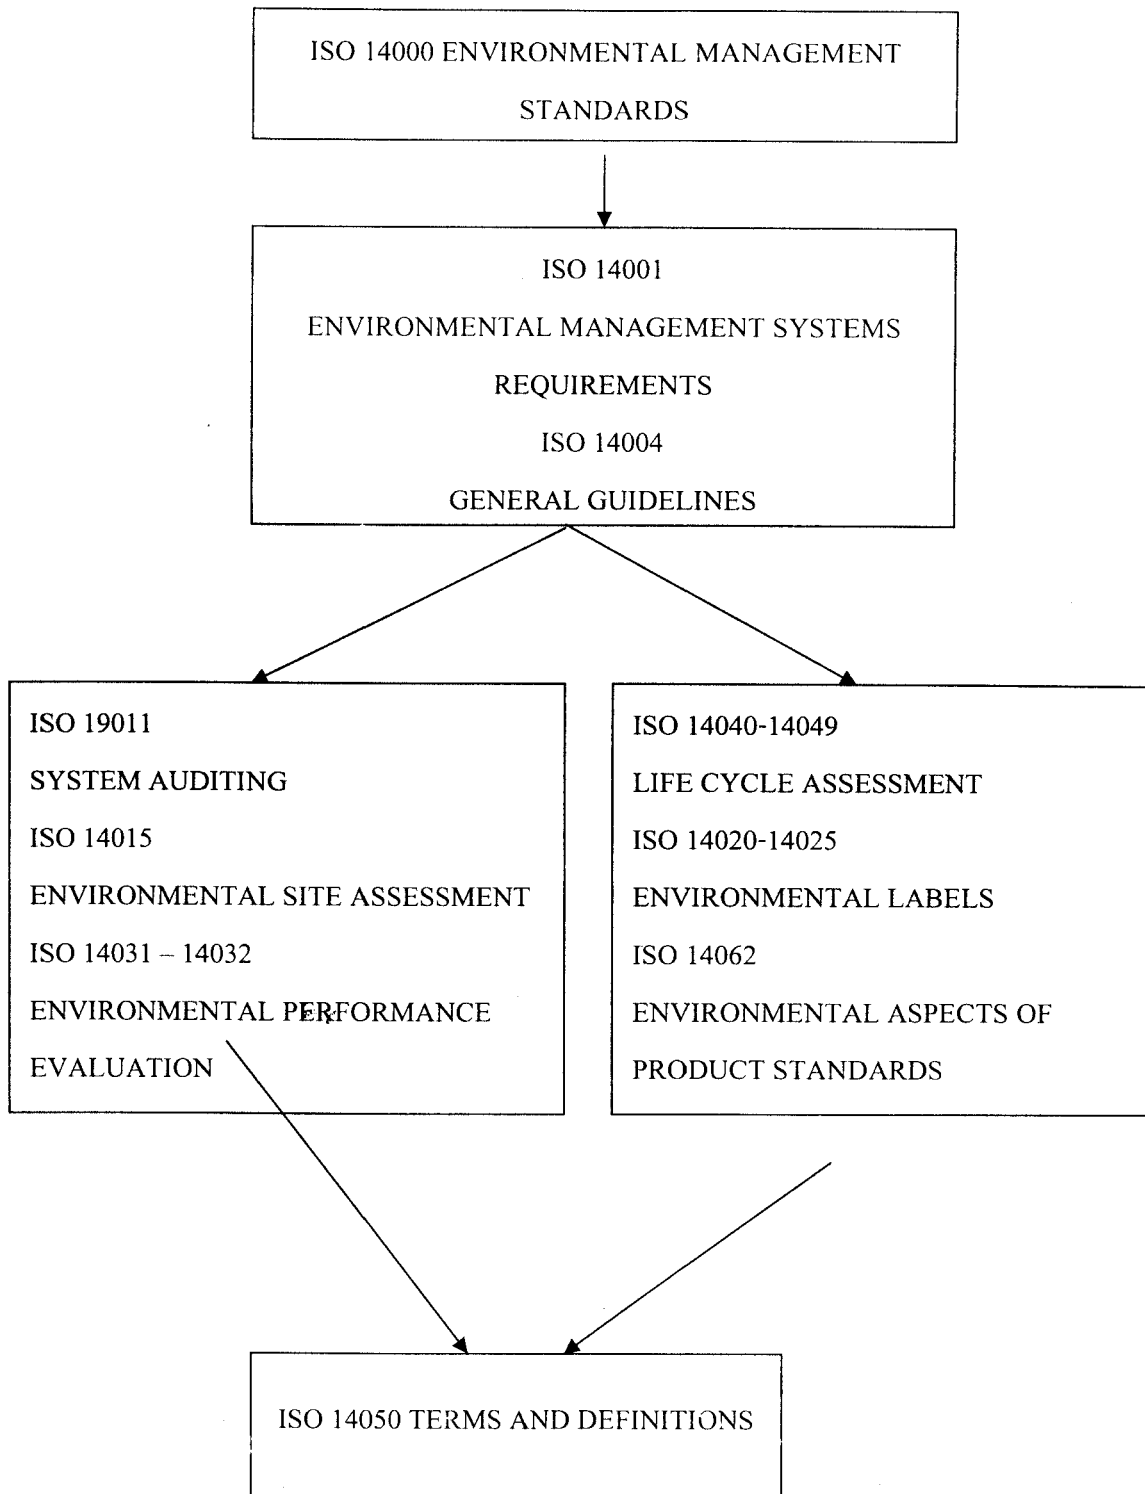 ISO 14000 ENVIRONMENTAL MANAGEMENT
STANDARDS
ISO 14001
ENVIRONMENTAL MANAGEMENT SYSTEMS
REQUIREMENTS
ISO 14004
GENERAL GUIDELINES
ISO 19011
SYSTEM AUDITING
ISO 14015
ENVIRONMENTAL SITE ASSESSMENT
ISO 14031 – 14032
ENVIRONMENTAL PERFORMANCE
EVALUATION
ISO 14040-14049
LIFE CYCLE ASSESSMENT
ISO 14020-14025
ENVIRONMENTAL LABELS
ISO 14062
ENVIRONMENTAL ASPECTS OF
PRODUCT STANDARDS
ISO 14050 TERMS AND DEFINITIONS